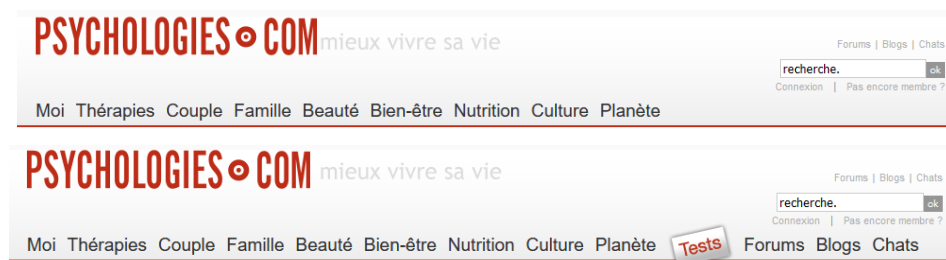 PSYCHOLOGIES COM mieux vivre sa vie
Forums | Blogs | Chats
recherche. ok
Connexion | Pas encore membre ?
Moi Thérapies Couple Famille Beauté Bien-être Nutrition Culture Planète
PSYCHOLOGIES COM mieux vivre sa vie
Forums | Blogs | Chats
recherche. ok
Connexion | Pas encore membre ?
Moi Thérapies Couple Famille Beauté Bien-être Nutrition Culture Planète Tests Forums Blogs Chats